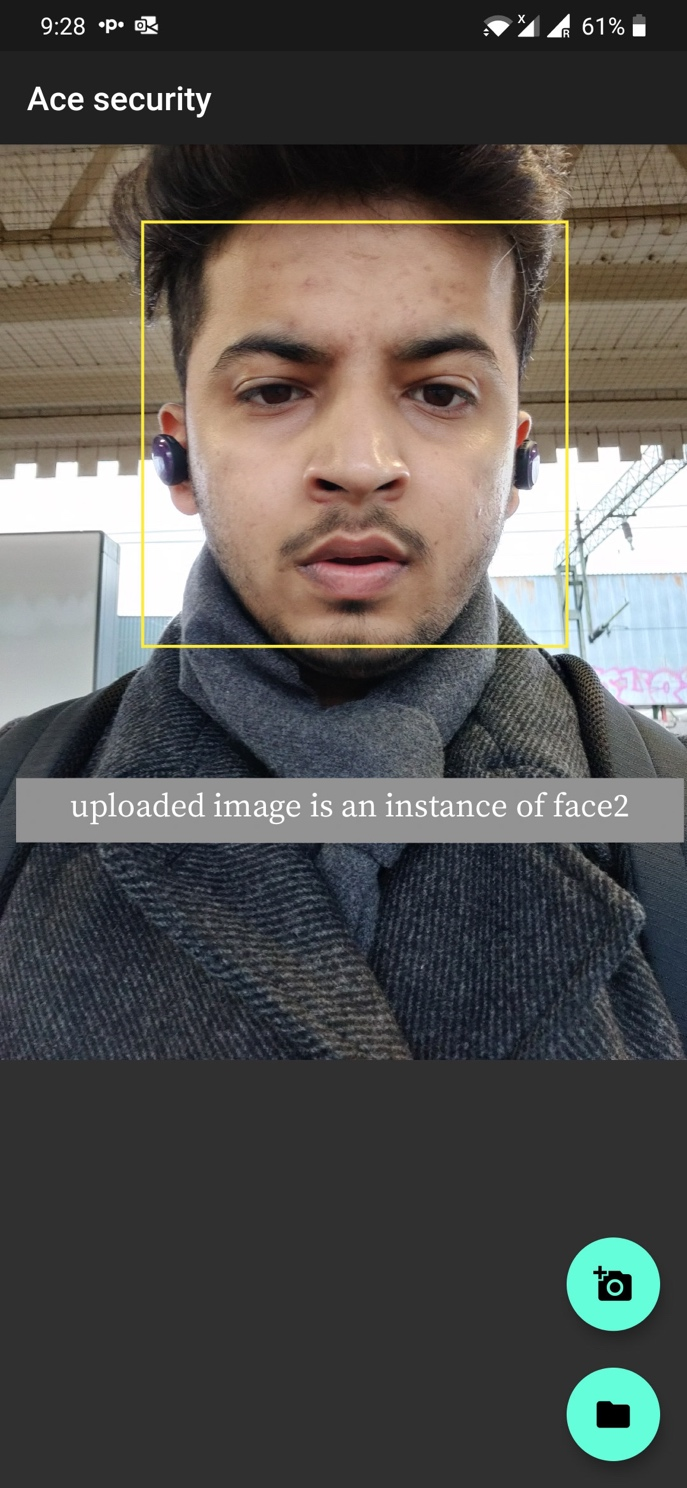 9:28 •P• 61%
Ace security
uploaded image is an instance of face2